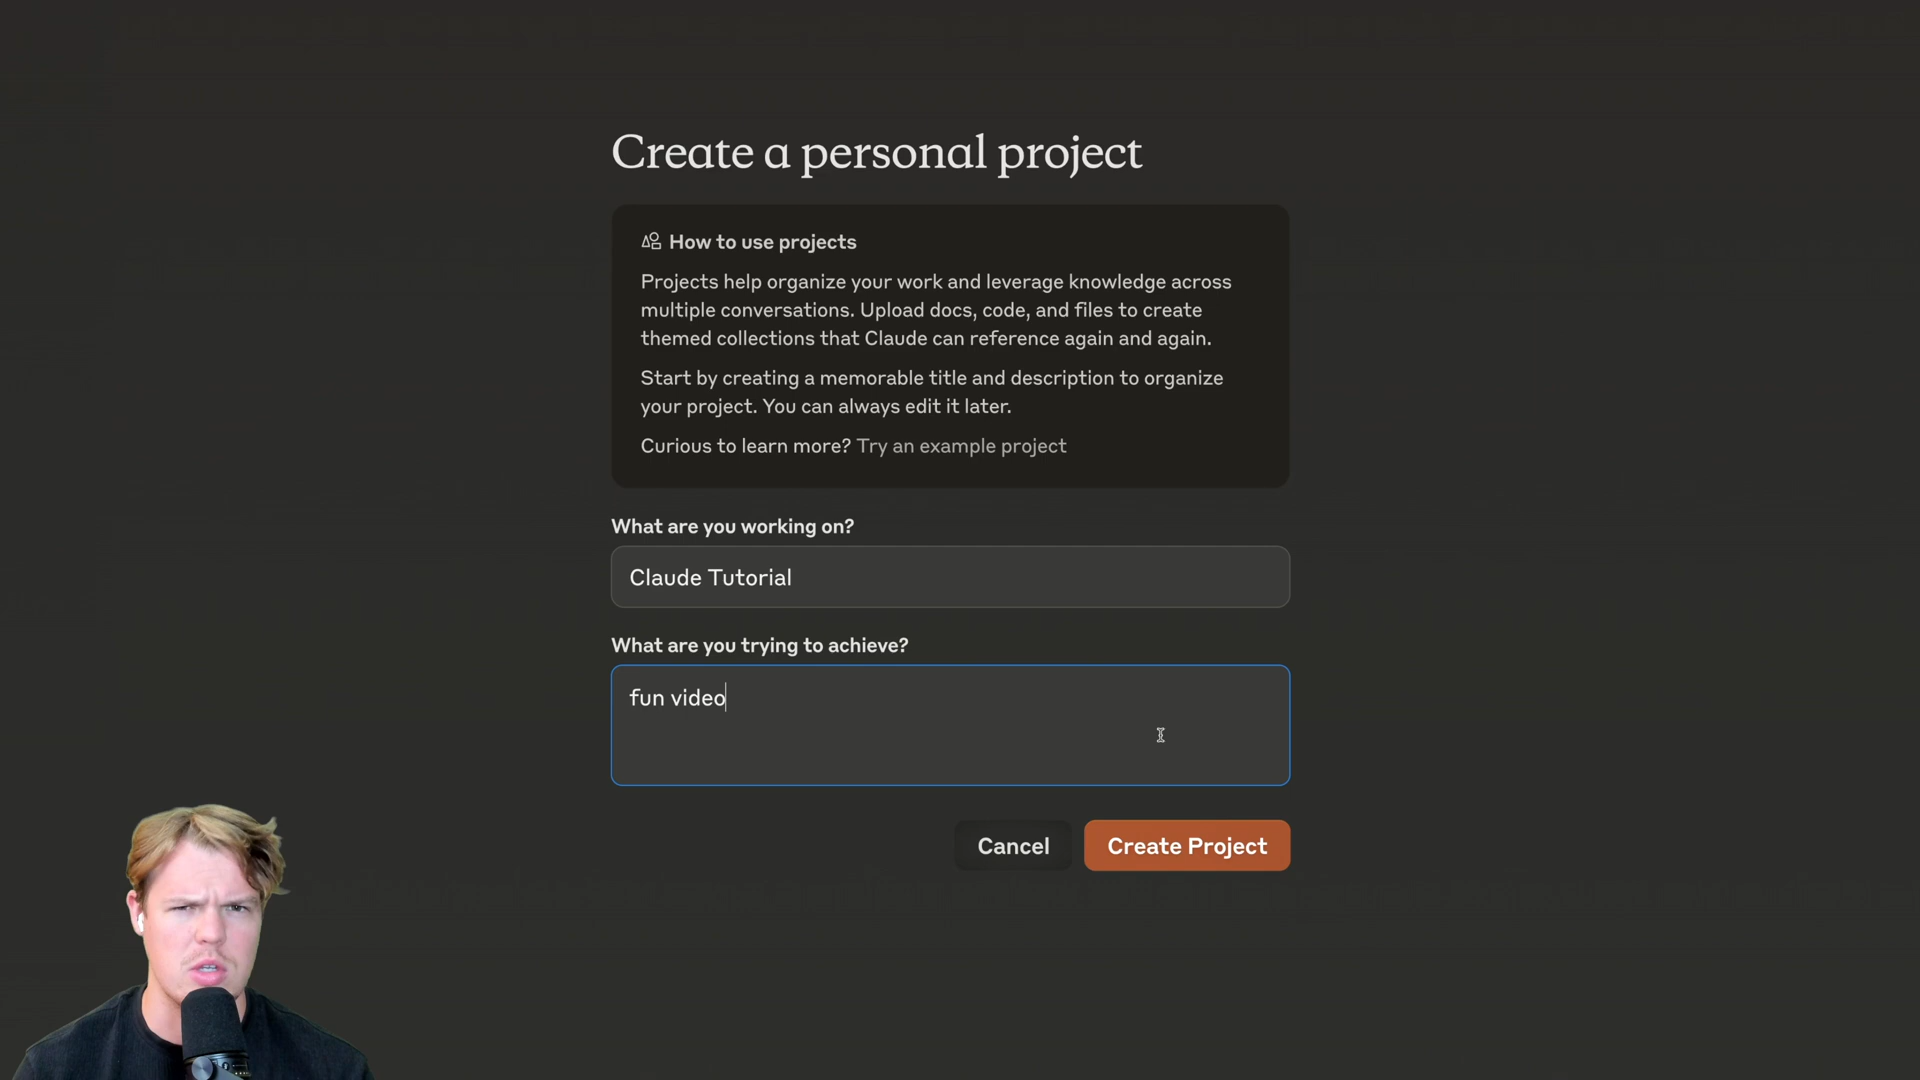 Create a personal project
How to use projects
Projects help organize your work and leverage knowledge across
multiple conversations. Upload docs, code, and files to create
themed collections that Claude can reference again and again.
Start by creating a memorable title and description to organize
your project. You can always edit it later.
Curious to learn more? Try an example project
What are you working on?
Claude Tutorial
What are you trying to achieve?
fun video
Cancel
Create Project